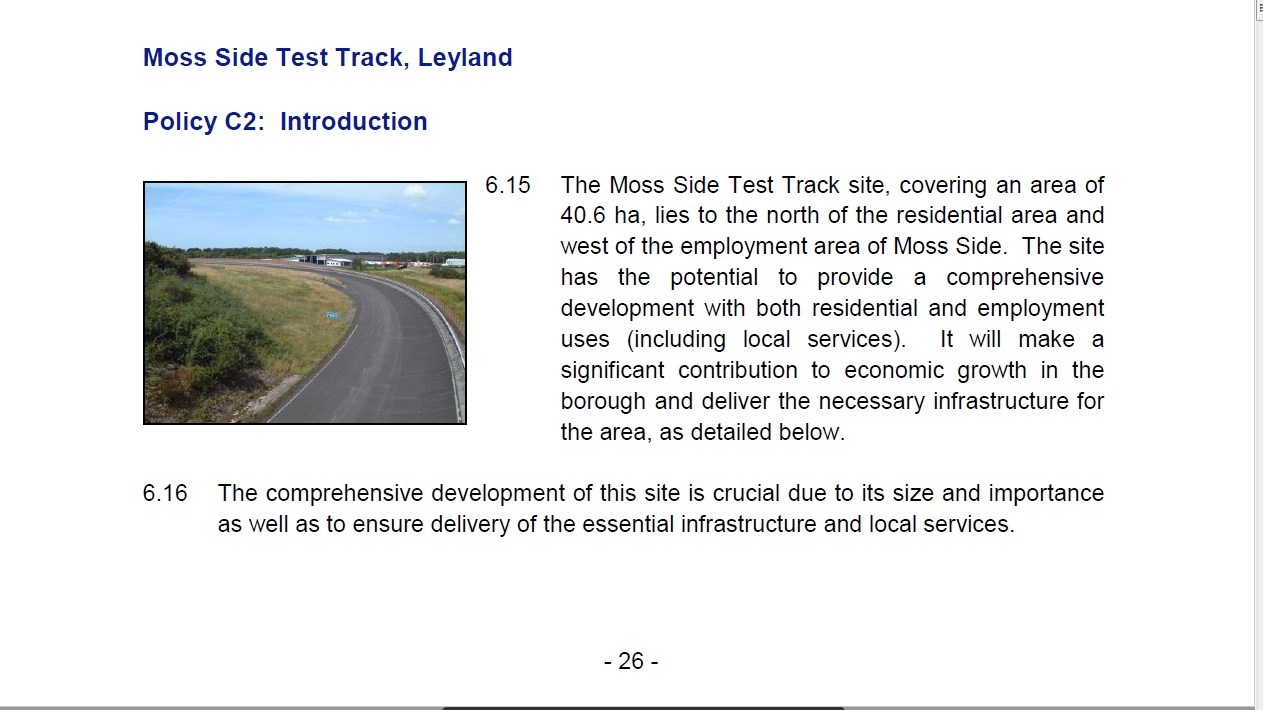 Moss Side Test Track, Leyland
Policy C2: Introduction
6.15 The Moss Side Test Track site, covering an area of
40.6 ha, lies to the north of the residential area and
west of the employment area of Moss Side. The site
has the potential to provide a comprehensive
development with both residential and employment
uses (including local services). It will make a
significant contribution to economic growth in the
borough and deliver the necessary infrastructure for
the area, as detailed below.
6.16 The comprehensive development of this site is crucial due to its size and importance
as well as to ensure delivery of the essential infrastructure and local services.
- 26 -